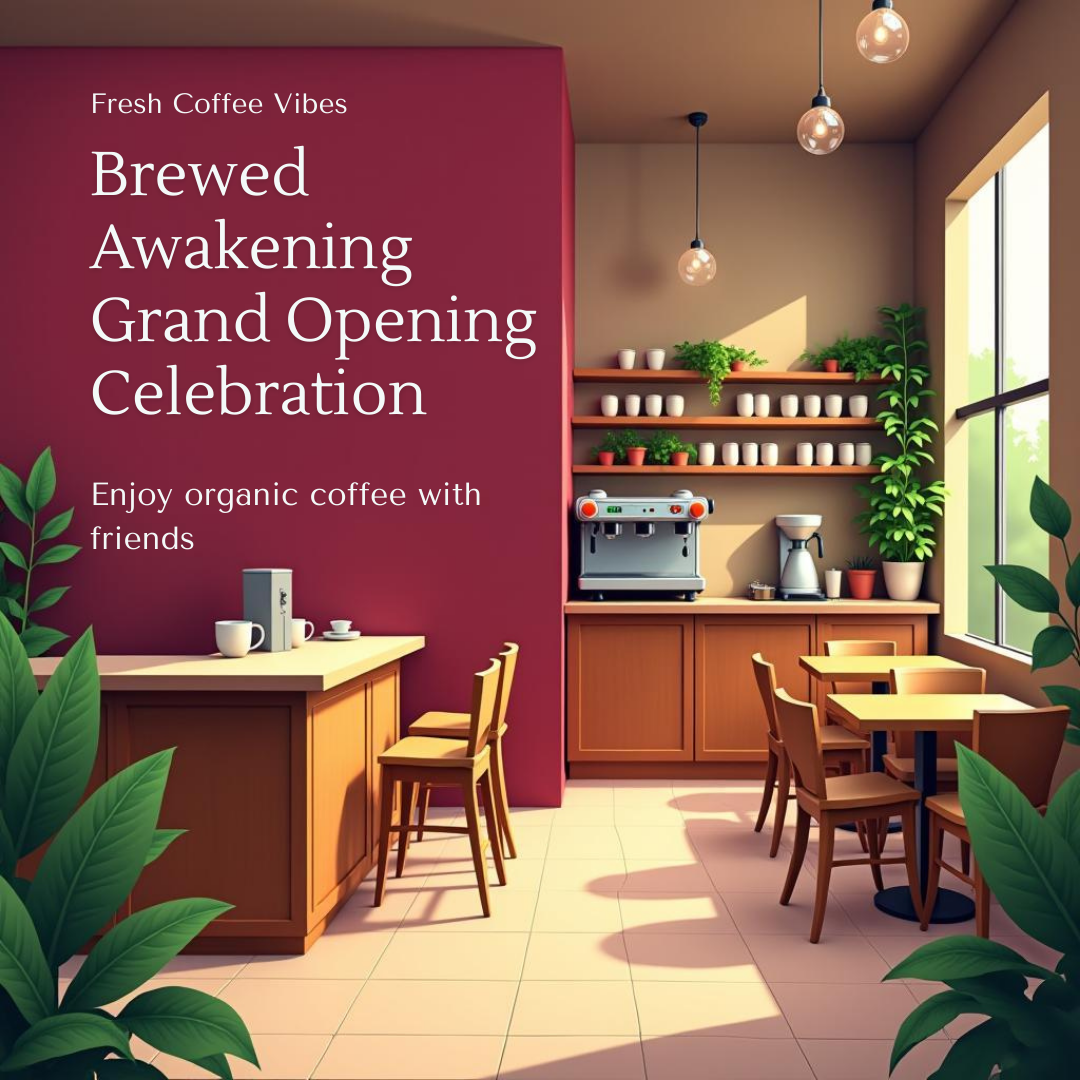 Fresh Coffee Vibes
Brewed
Awakening
Grand Opening
Celebration
Enjoy organic coffee with
friends